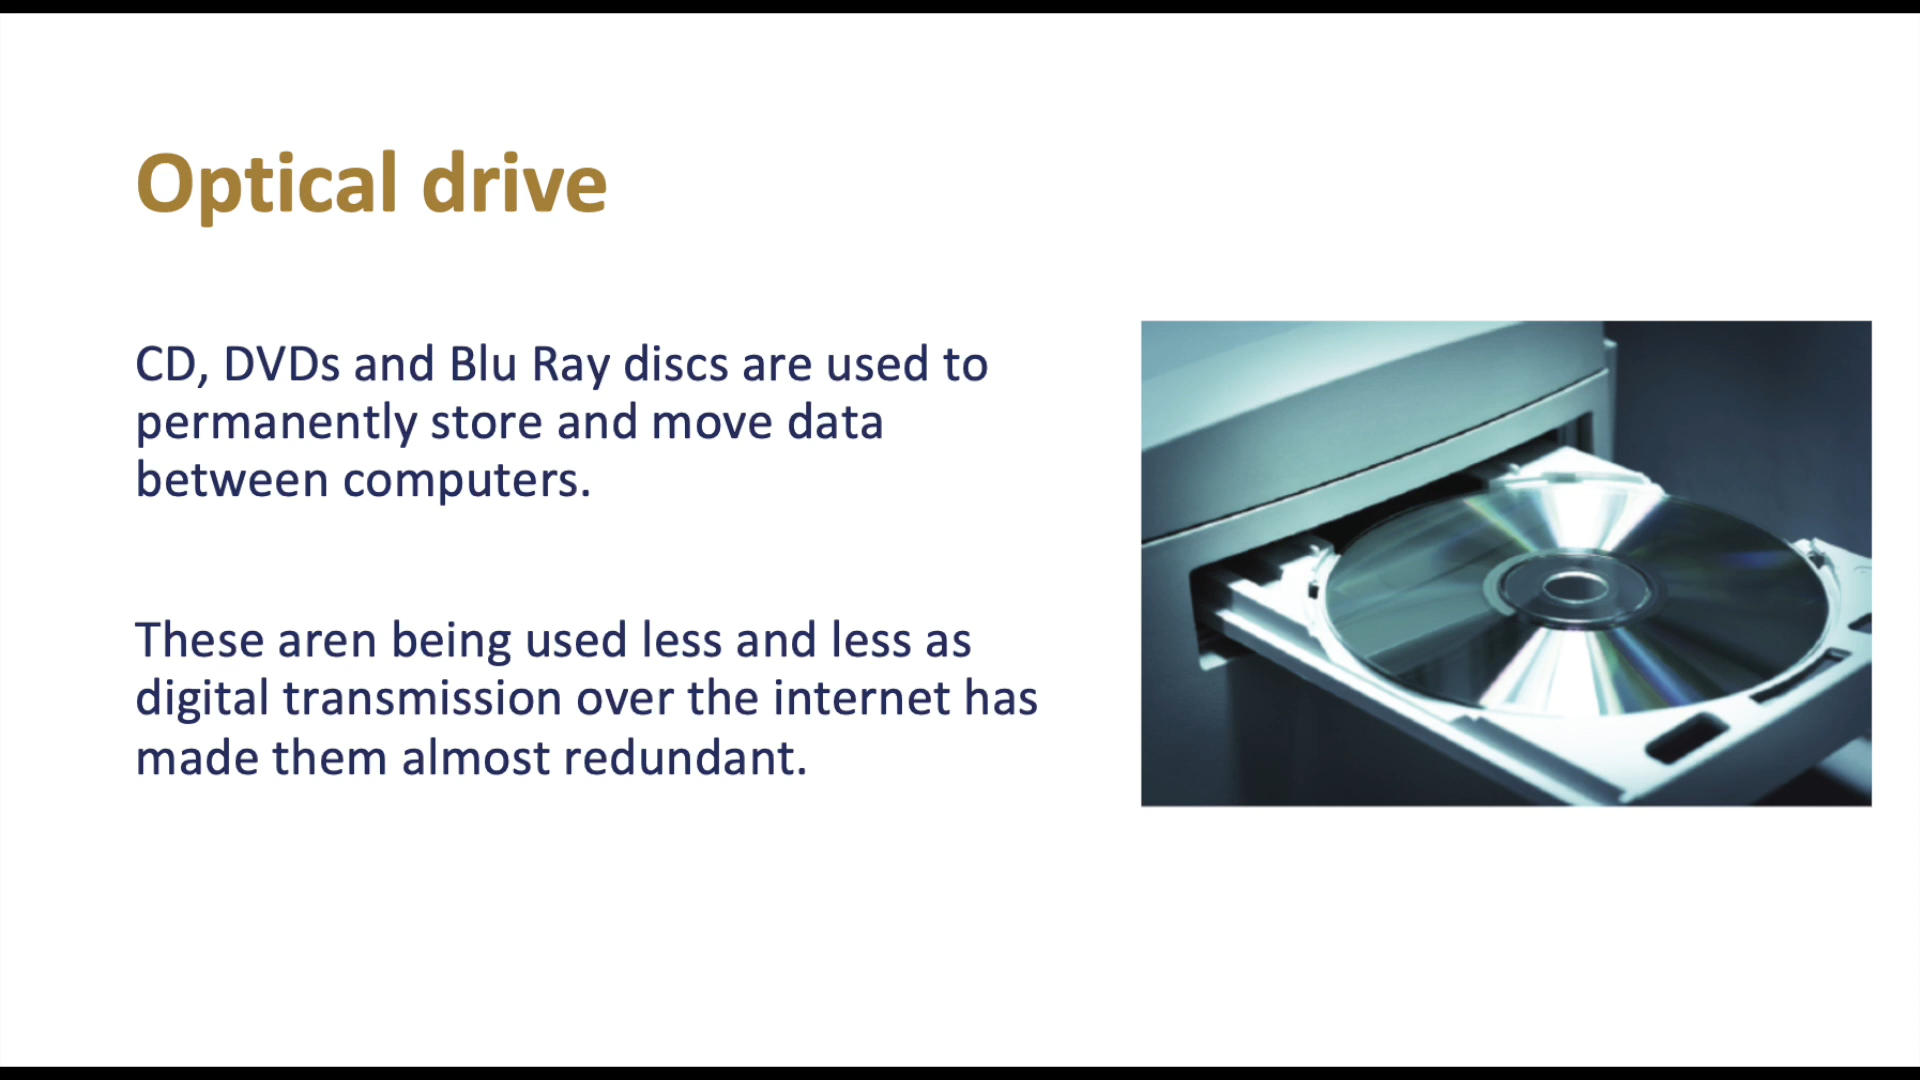 Optical drive
CD, DVDs and Blu Ray discs are used to
permanently store and move data
between computers.
These aren being used less and less as
digital transmission over the internet has
made them almost redundant.